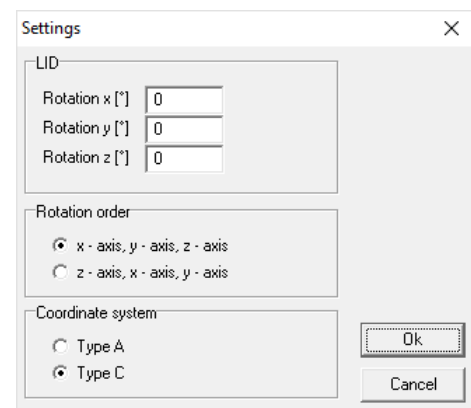 Settings
LID
Rotation x [°] 0
Rotation y [°] 0
Rotation z [°] 0
Rotation order
x - axis, y - axis, z - axis
z - axis, x - axis, y - axis
Coordinate system
Type A
Type C
Ok
Cancel